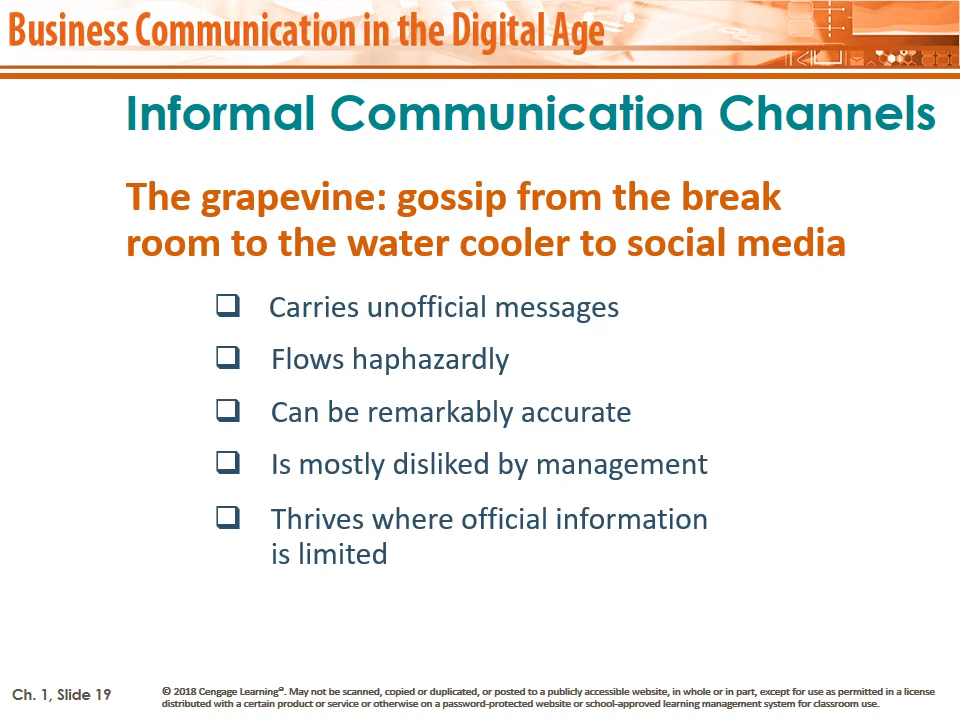 Business Communication in the Digital Age
Informal Communication Channels
The grapevine: gossip from the break
room to the water cooler to social media
❑ Carries unofficial messages
❑ Flows haphazardly
❑ Can be remarkably accurate
❑ Is mostly disliked by management
❑ Thrives where official information
is limited
Ch. 1, Slide 19
© 2018 Cengage Learning®. May not be scanned, copied or duplicated, or posted to a publicly accessible website, in whole or in part, except for use as permitted in a license
distributed with a certain product or service or otherwise on a password-protected website or school-approved learning management system for classroom use.